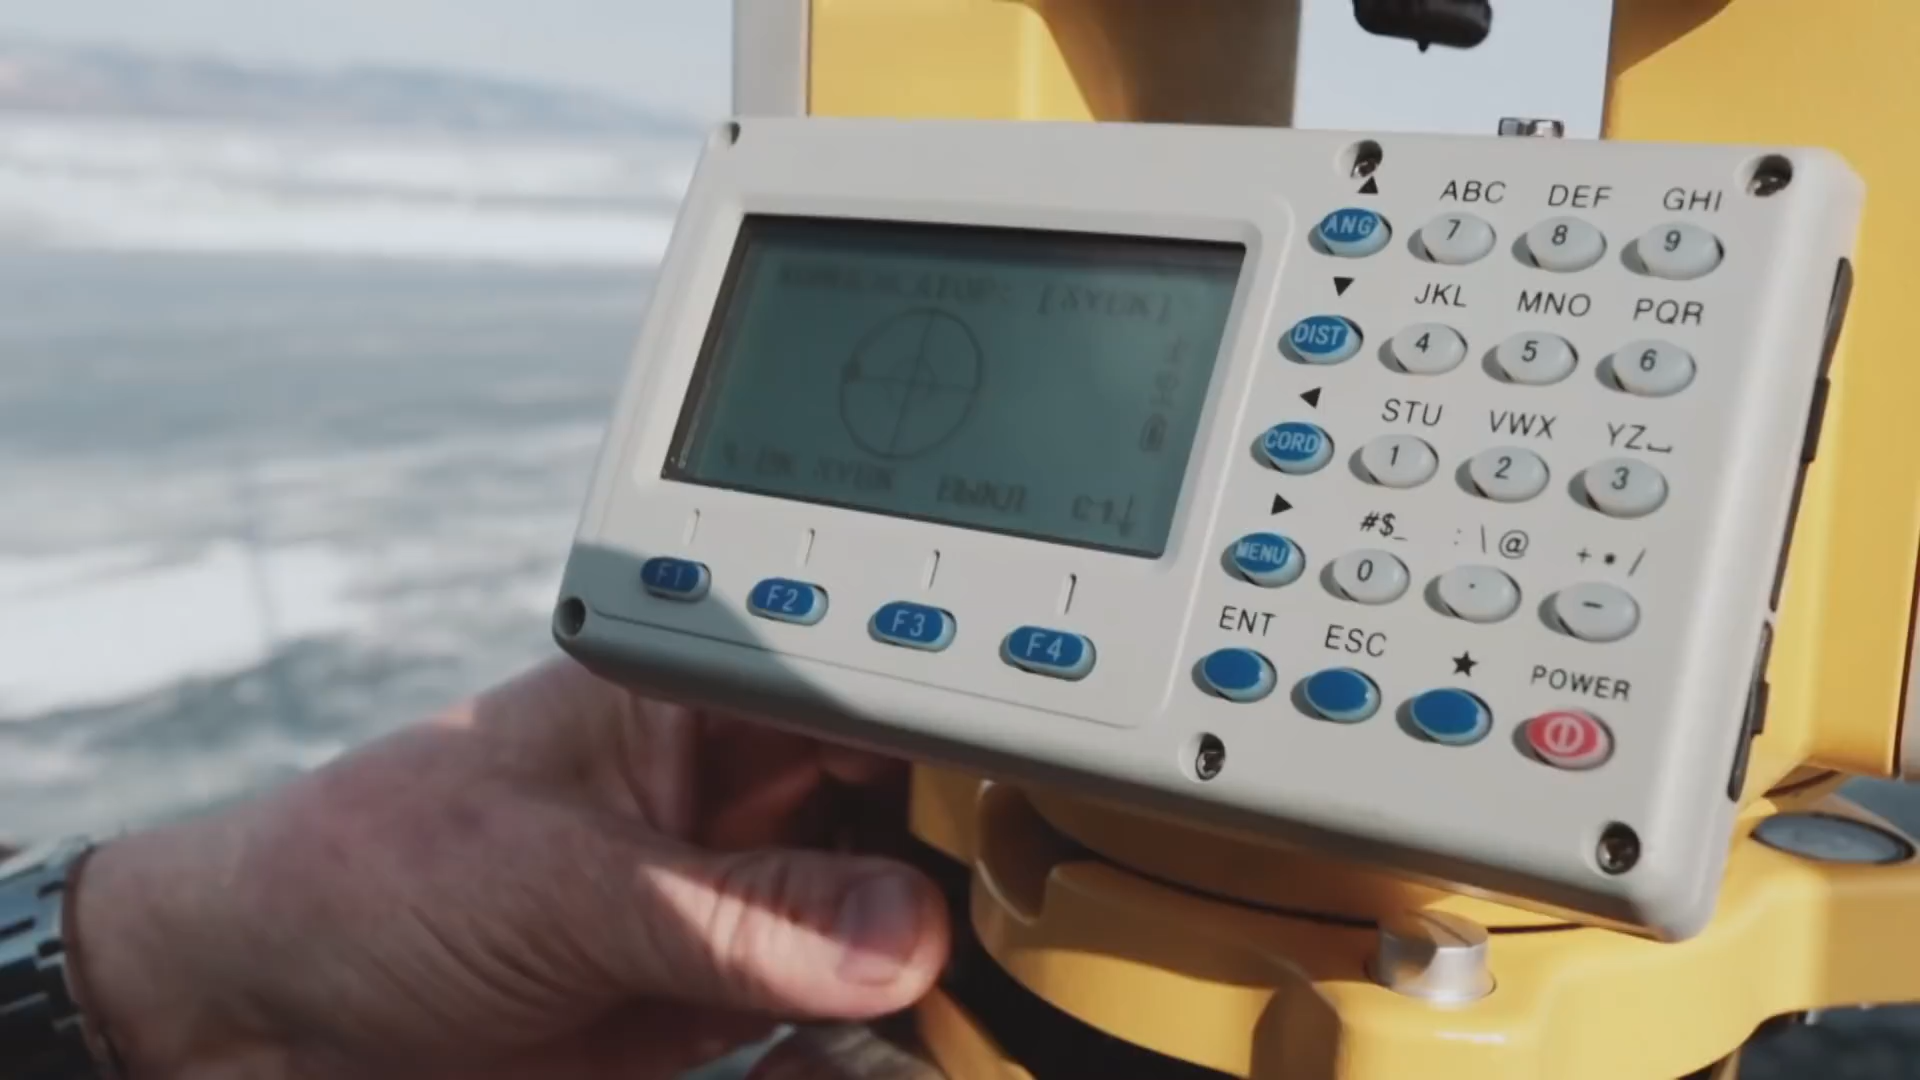 ABC DEF GHI
ANG 7 8 9
JKL MNO PQR
DIST 4 5 6
STU VWX YZ⎵
CORD 1 2 3
#$_ :\@ +•/
MENU 0 . -
ENT ESC ★ POWER
F1 F2 F3 F4